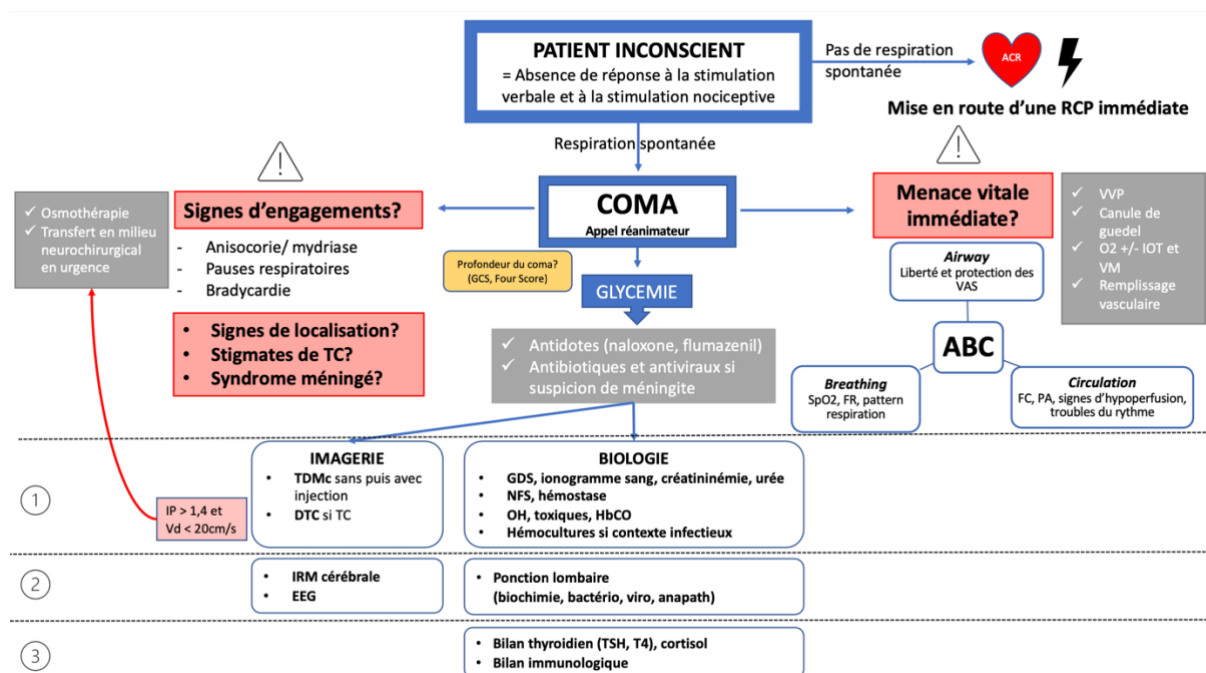 PATIENT INCONSCIENT
= Absence de réponse à la stimulation
verbale et à la stimulation nociceptive
Pas de respiration
spontanée
ACR
Mise en route d’une RCP immédiate
Respiration spontanée
✓ Osmothérapie
✓ Transfert en milieu
neurochirurgical
en urgence
Signes d’engagements?
- Anisocorie/ mydriase
- Pauses respiratoires
- Bradycardie
• Signes de localisation?
• Stigmates de TC?
• Syndrome méningé?
COMA
Appel réanimateur
Profondeur du coma?
(GCS, Four Score)
GLYCEMIE
✓ Antidotes (naloxone, flumazenil)
✓ Antibiotiques et antiviraux si
suspicion de méningite
Menace vitale
immédiate?
✓ VVP
✓ Canule de
guedel
✓ O2 +/- IOT et
VM
✓ Remplissage
vasculaire
Airway
Liberté et protection des
VAS
ABC
Breathing
SpO2, FR, pattern
respiration
Circulation
FC, PA, signes d’hypoperfusion,
troubles du rythme
1
IP > 1,4 et
Vd < 20cm/s
IMAGERIE
• TDMc sans puis avec
injection
• DTC si TC
BIOLOGIE
• GDS, ionogramme sang, créatininémie, urée
• NFS, hémostase
• OH, toxiques, HbCO
• Hémocultures si contexte infectieux
2
• IRM cérébrale
• EEG
• Ponction lombaire
(biochimie, bactério, viro, anapath)
3
• Bilan thyroidien (TSH, T4), cortisol
• Bilan immunologique